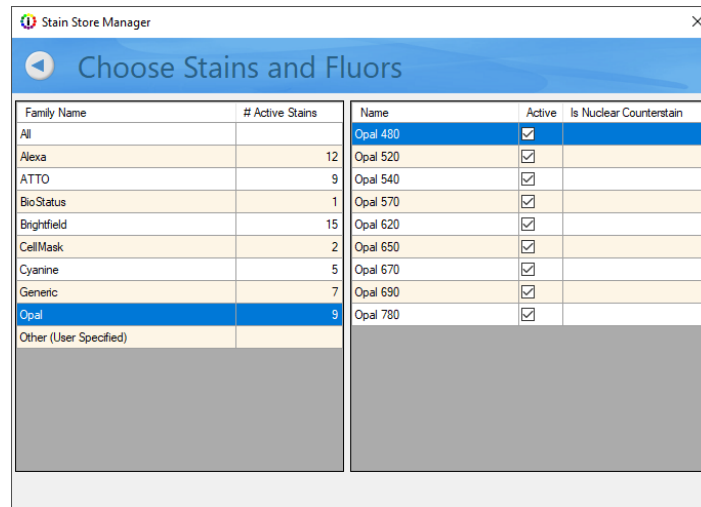 Stain Store Manager
Choose Stains and Fluors
Family Name # Active Stains
All
Alexa 12
ATTO 9
BioStatus 1
Brightfield 15
CellMask 2
Cyanine 5
Generic 7
Opal 9
Other (User Specified)
Name Active Is Nuclear Counterstain
Opal 480
Opal 520
Opal 540
Opal 570
Opal 620
Opal 650
Opal 670
Opal 690
Opal 780